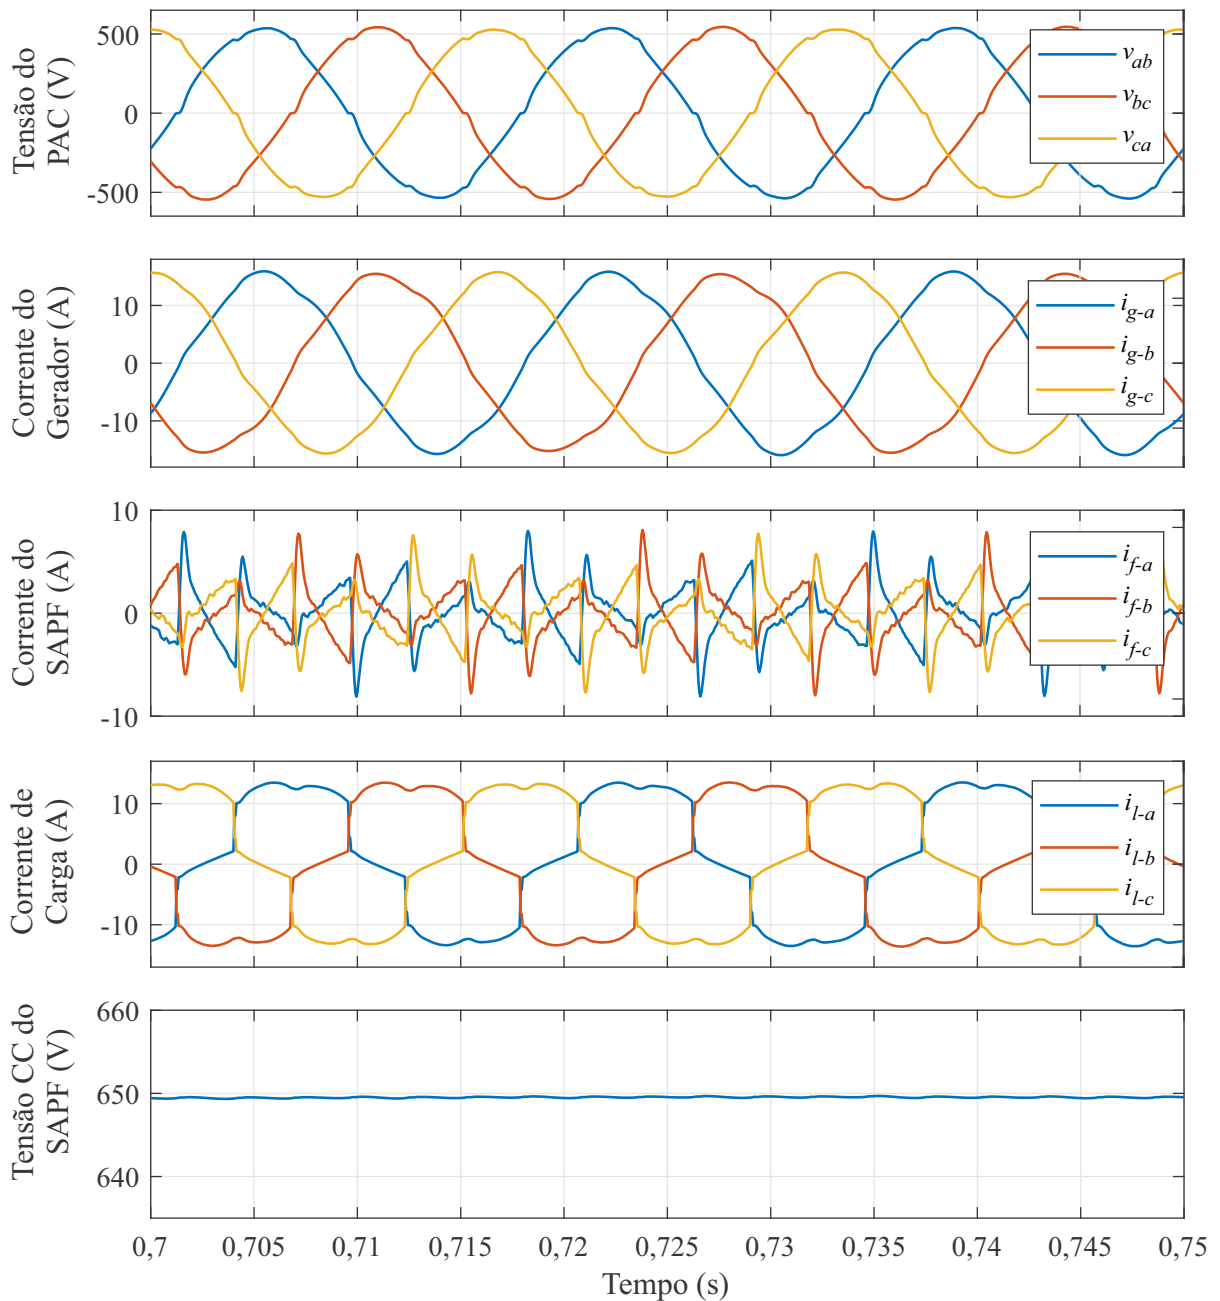 Tensão do
PAC (V)
500
0
-500
v_ab
v_bc
v_ca
Corrente do
Gerador (A)
10
0
-10
i_g-a
i_g-b
i_g-c
Corrente do
SAPF (A)
10
0
-10
i_f-a
i_f-b
i_f-c
Corrente de
Carga (A)
10
0
-10
i_l-a
i_l-b
i_l-c
Tensão CC do
SAPF (V)
660
650
640
0,7 0,705 0,71 0,715 0,72 0,725 0,73 0,735 0,74 0,745 0,75
Tempo (s)